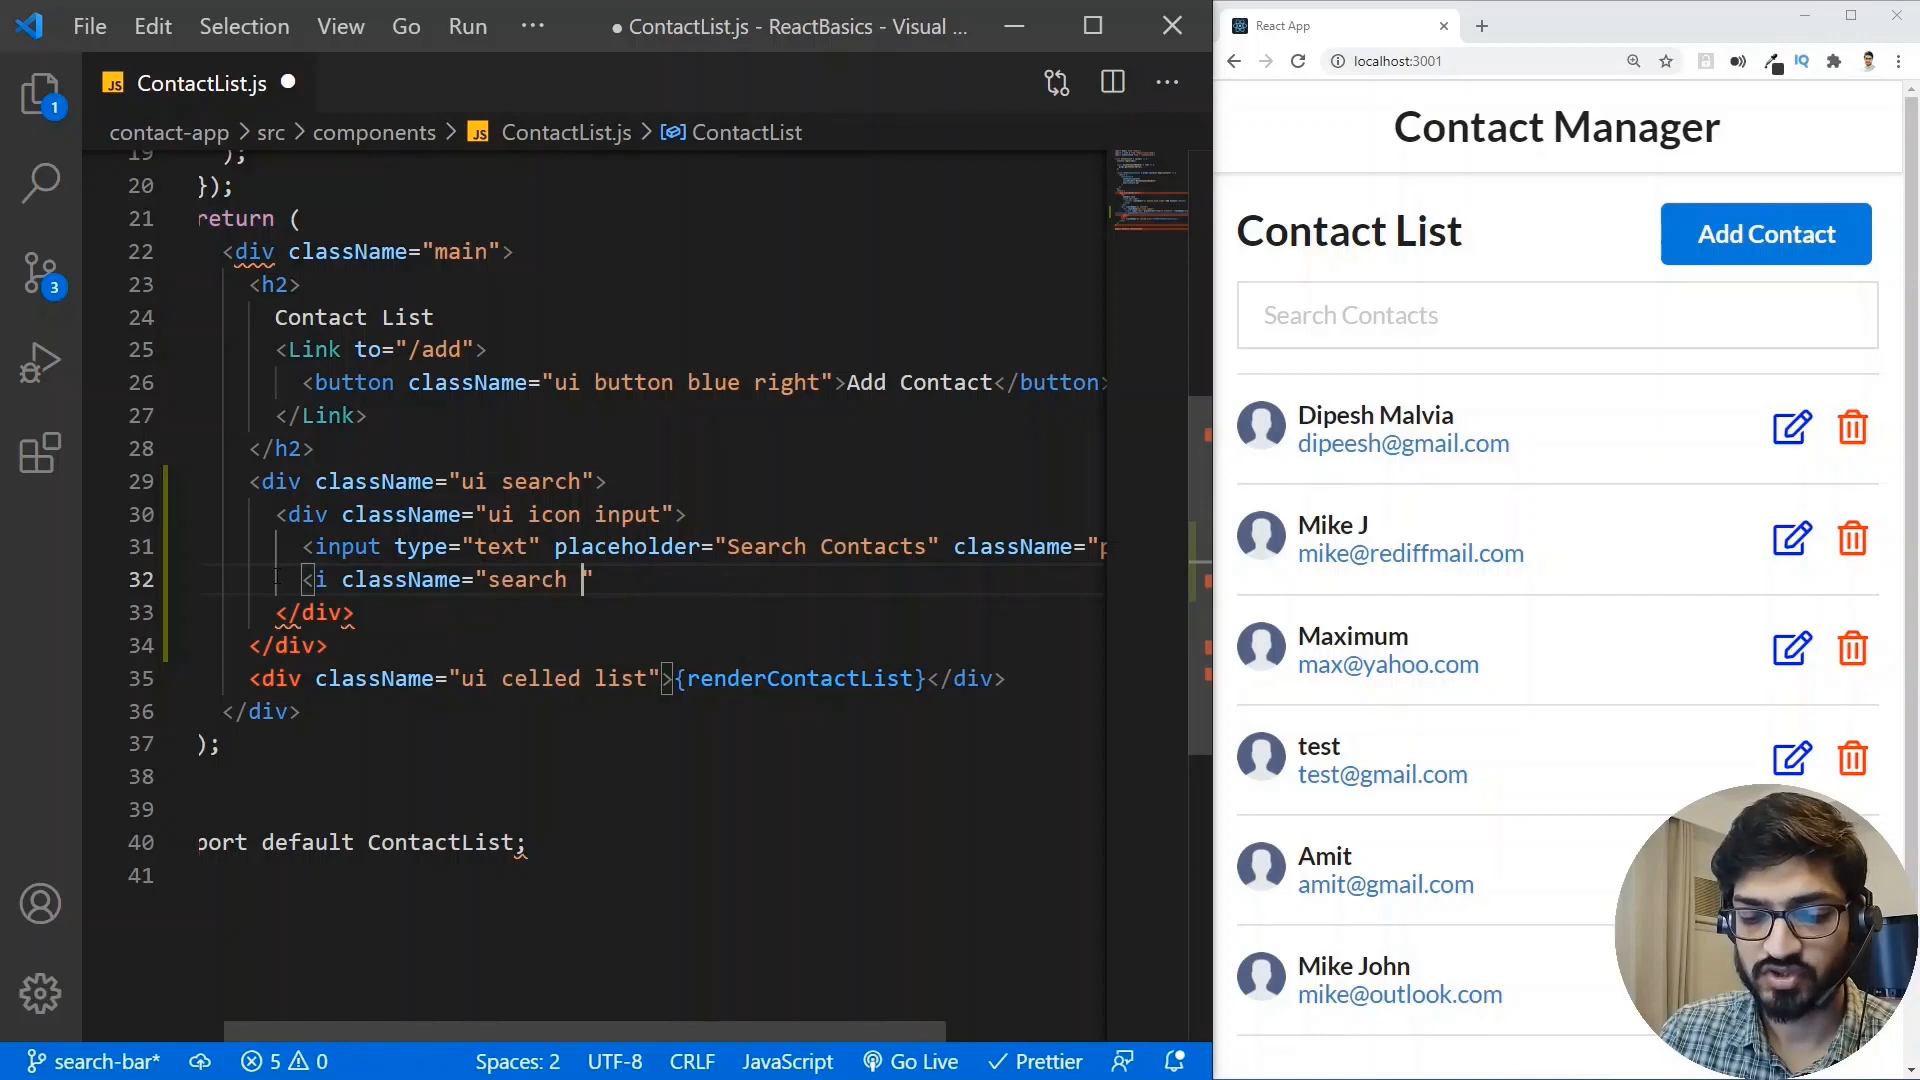 File Edit Selection View Go Run ··· ● ContactList.js - ReactBasics - Visual ...
JS ContactList.js ●
contact-app > src > components > JS ContactList.js > ContactList
19 );
20 });
21 return (
22 <div className="main">
23 <h2>
24 Contact List
25 <Link to="/add">
26 <button className="ui button blue right">Add Contact</button>
27 </Link>
28 </h2>
29 <div className="ui search">
30 <div className="ui icon input">
31 <input type="text" placeholder="Search Contacts" className="p
32 <i className="search "
33 </div>
34 </div>
35 <div className="ui celled list">{renderContactList}</div>
36 </div>
37 );
38
39
40 port default ContactList;
41
1
3
search-bar* 5 0 Spaces: 2 UTF-8 CRLF JavaScript Go Live Prettier
React App
localhost:3001
IQ
Contact Manager
Contact List
Add Contact
Search Contacts
Dipesh Malvia
dipeesh@gmail.com
Mike J
mike@rediffmail.com
Maximum
max@yahoo.com
test
test@gmail.com
Amit
amit@gmail.com
Mike John
mike@outlook.com